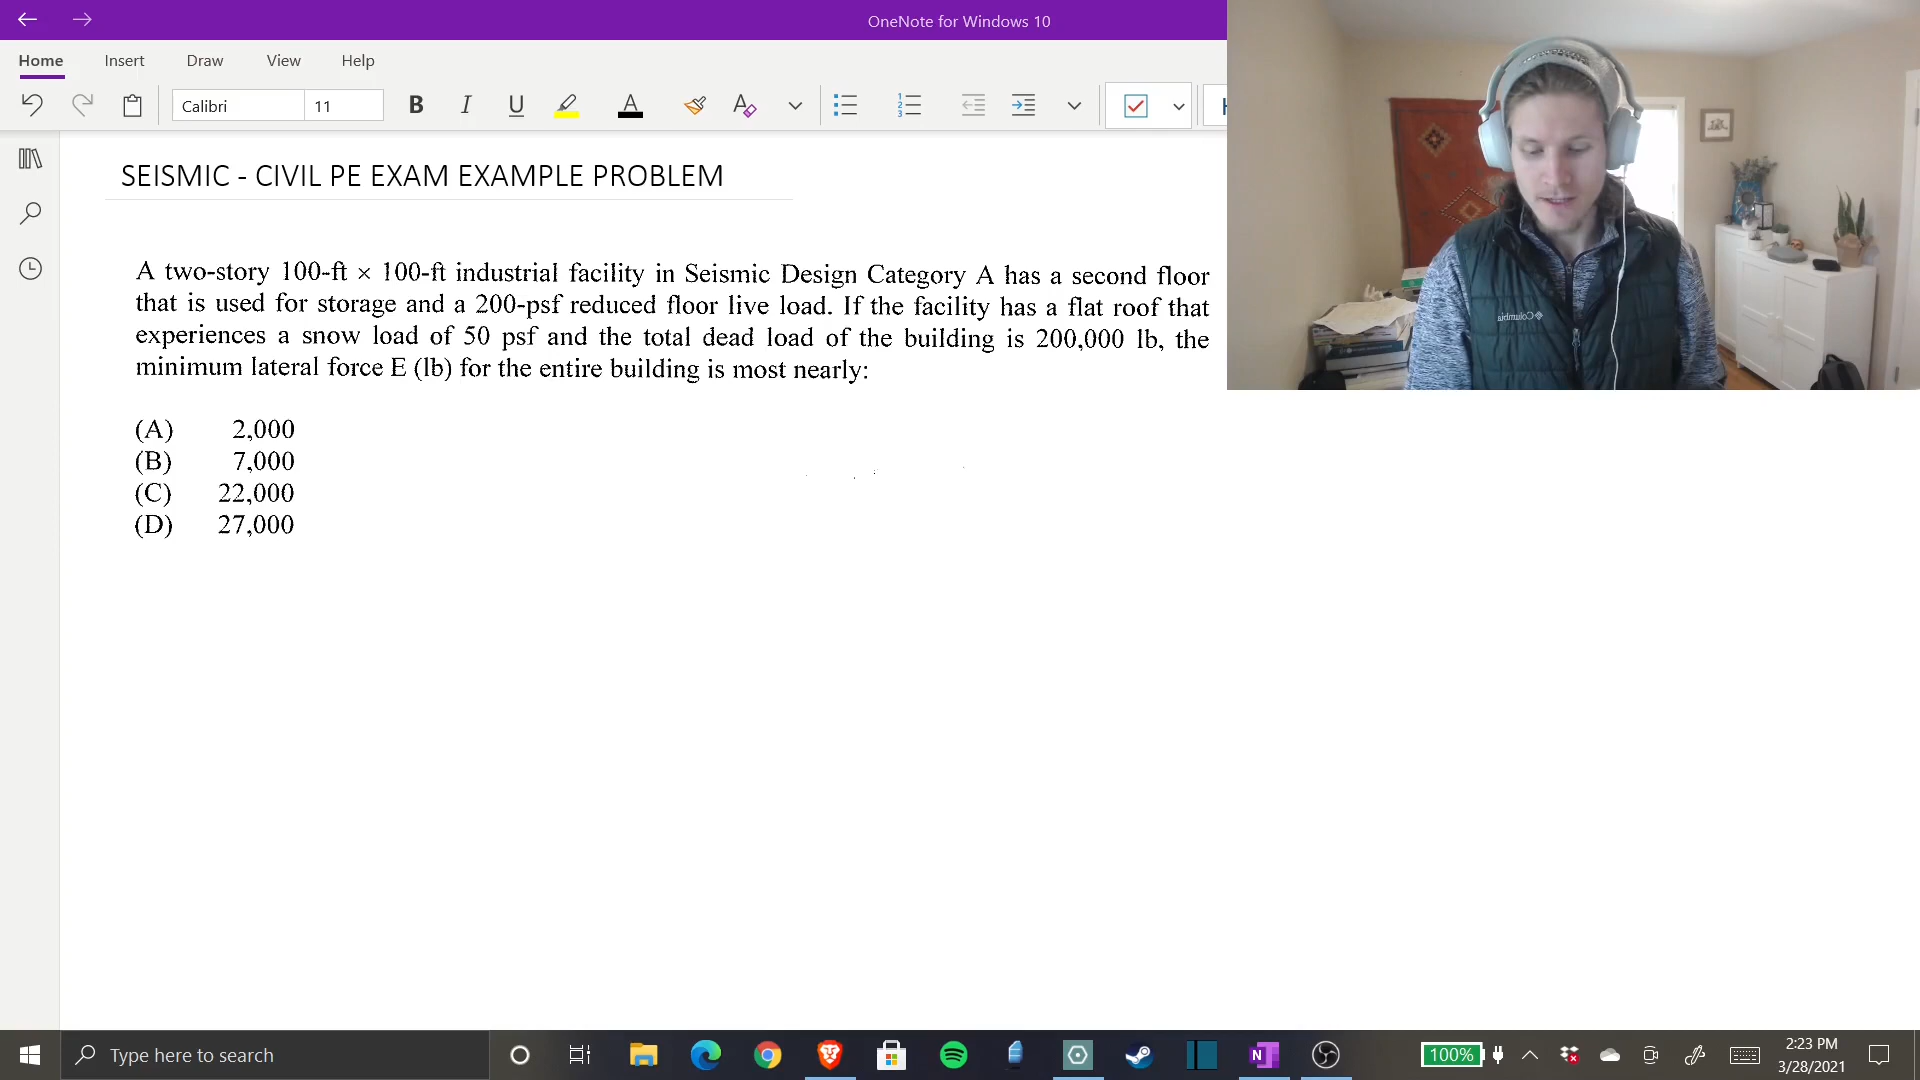 OneNote for Windows 10
Home Insert Draw View Help
Calibri 11 B I U A
SEISMIC - CIVIL PE EXAM EXAMPLE PROBLEM
A two-story 100-ft × 100-ft industrial facility in Seismic Design Category A has a second floor
that is used for storage and a 200-psf reduced floor live load. If the facility has a flat roof that
experiences a snow load of 50 psf and the total dead load of the building is 200,000 lb, the
minimum lateral force E (lb) for the entire building is most nearly:
(A) 2,000
(B) 7,000
(C) 22,000
(D) 27,000
Type here to search
100%
2:23 PM
3/28/2021